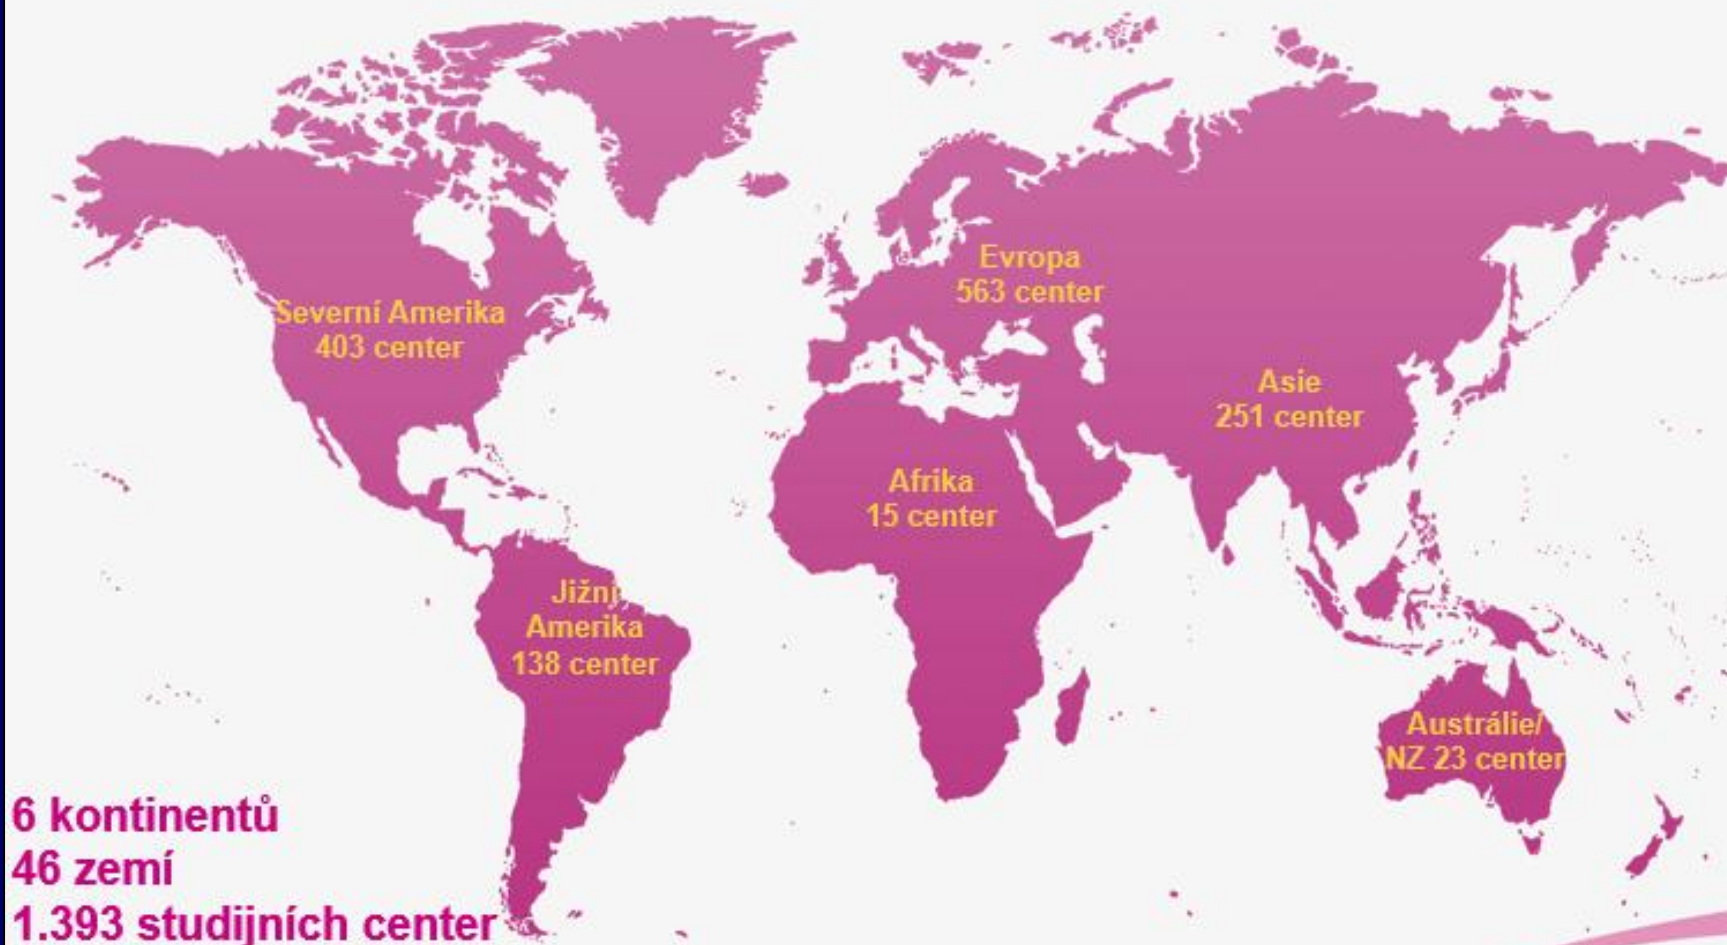 Evropa
563 center
Severní Amerika
403 center
Asie
251 center
Afrika
15 center
Jižní
Amerika
138 center
Austrálie/
NZ 23 center
6 kontinentů
46 zemí
1.393 studijních center